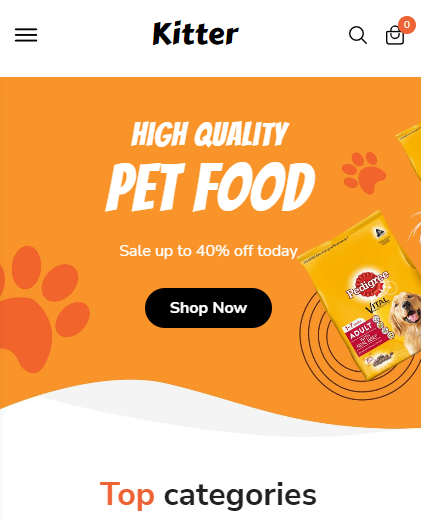 Kitter
0
HIGH QUALITY
PET FOOD
Sale up to 40% off today.
Shop Now
Pedigree
VITAL
ADULT
Top categories